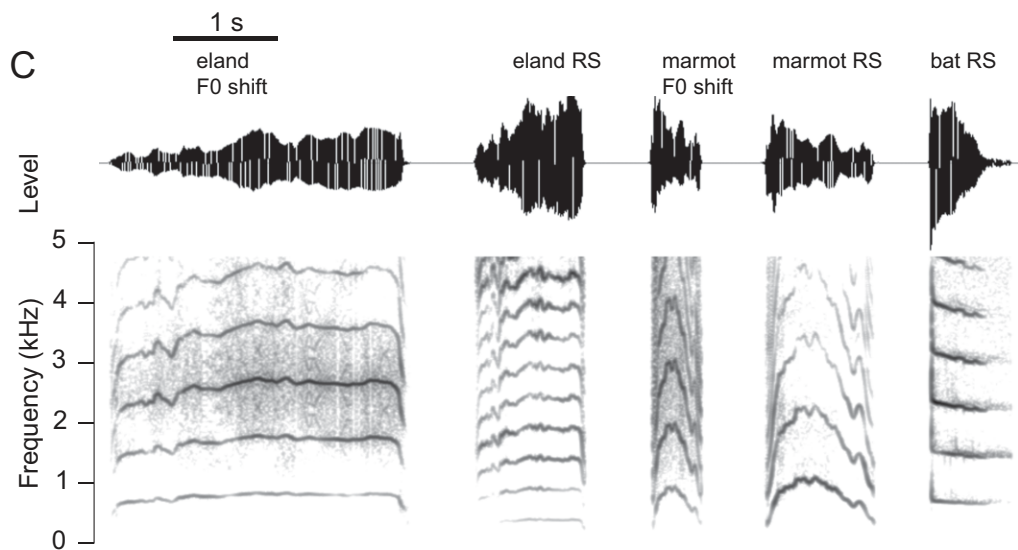 1 s
C
eland
F0 shift
eland RS
marmot
F0 shift
marmot RS
bat RS
Level
Frequency (kHz)
5
4
3
2
1
0